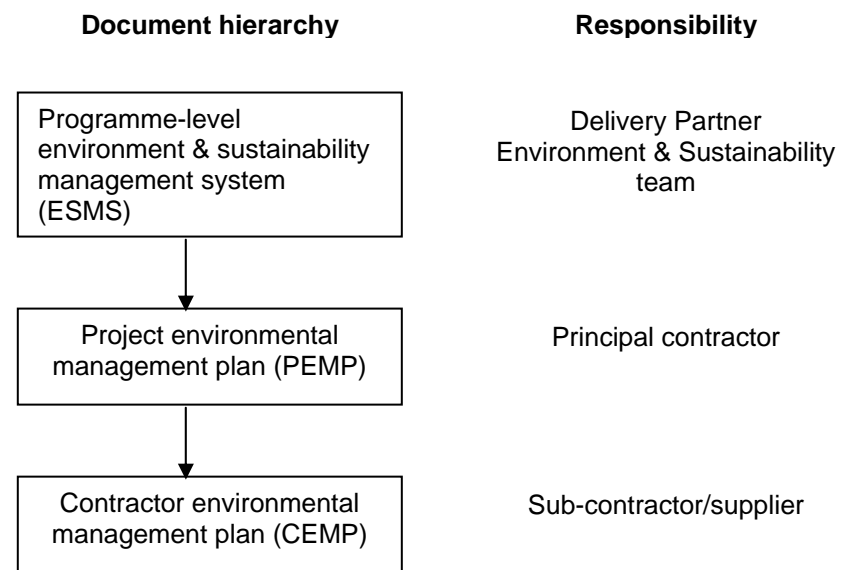 Document hierarchy
Responsibility
Programme-level
environment & sustainability
management system
(ESMS)
Delivery Partner
Environment & Sustainability
team
Project environmental
management plan (PEMP)
Principal contractor
Contractor environmental
management plan (CEMP)
Sub-contractor/supplier